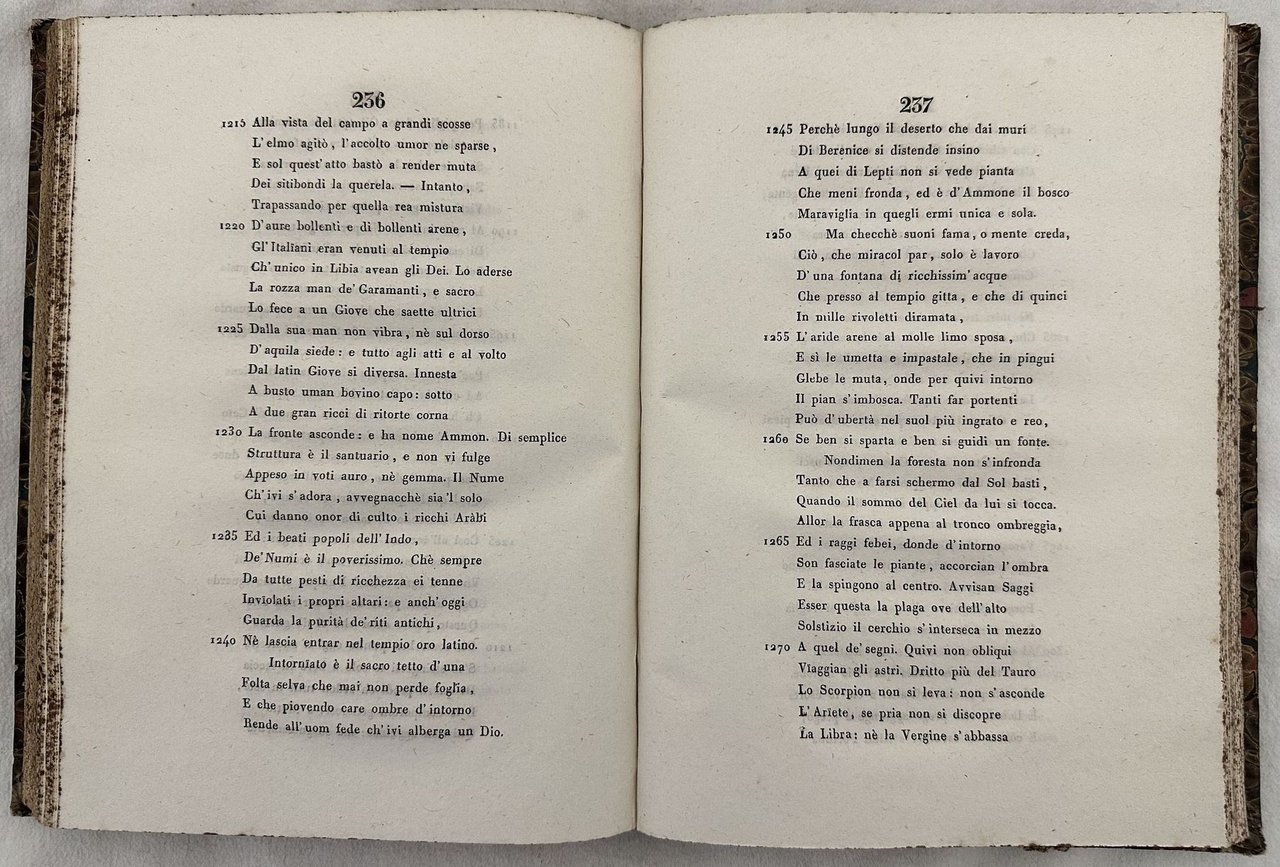 236
1215 Alla vista del campo a grandi scosse
L'elmo agitò, l'accolto umor ne sparse,
E sol quest'atto bastò a render muta
Dei sitibondi la querela. — Intanto,
Trapassando per quella rea mistura
1220 D'aure bollenti e di bollenti arene,
Gl'Italiani eran venuti al tempio
Ch'unico in Libia avean gli Dei. Lo aderse
La rozza man de'Garamanti, e sacro
Lo fece a un Giove che saette ultrici
1225 Dalla sua man non vibra, nè sul dorso
D'aquila siede: e tutto agli atti e al volto
Dal latin Giove si diversa. Innesta
A busto uman bovino capo: sotto
A due gran ricci di ritorte corna
1230 La fronte asconde: e ha nome Ammon. Di semplice
Struttura è il santuario, e non vi fulge
Appeso in voti auro, nè gemma. Il Nume
Ch'ivi s'adora, avvegnacchè sia 'l solo
Cui danno onor di culto i ricchi Aràbi
1235 Ed i beati popoli dell'Indo,
De'Numi è il poverissimo. Chè sempre
Da tutte pesti di ricchezza ei tenne
Inviolati i propri altari: e anch'oggi
Guarda la purità de'riti antichi,
1240 Nè lascia entrar nel tempio oro latino.
Intorniato è il sacro tetto d'una
Folta selva che mai non perde foglia,
E che piovendo care ombre d'intorno
Rende all'uom fede ch'ivi alberga un Dio.
237
1245 Perchè lungo il deserto che dai muri
Di Berenice si distende insino
A quei di Lepti non si vede pianta
Che meni fronda, ed è d'Ammone il bosco
Maraviglia in quegli ermi unica e sola.
1250 Ma checchè suoni fama, o mente creda,
Ciò, che miracol par, solo è lavoro
D'una fontana di ricchissim'acque
Che presso al tempio gitta, e che di quinci
In mille rivoletti diramata,
1255 L'aride arene al molle limo sposa,
E sì le umetta e impastale, che in pingui
Glebe le muta, onde per quivi intorno
Il pian s'imbosca. Tanti far portenti
Può d'ubertà nel suol più ingrato e reo,
1260 Se ben si sparta e ben si guidi un fonte.
Nondimen la foresta non s'infronda
Tanto che a farsi schermo dal Sol basti,
Quando il sommo del Ciel da lui si tocca.
Allor la frasca appena al tronco ombreggia,
1265 Ed i raggi febei, donde d'intorno
Son fasciate le piante, accorcian l'ombra
E la spingono al centro. Avvisan Saggi
Esser questa la plaga ove dell'alto
Solstizio il cerchio s'interseca in mezzo
1270 A quel de'segni. Quivi non obliqui
Viaggian gli astri. Dritto più del Tauro
Lo Scorpion non si leva: non s'asconde
L'Ariete, se pria non si discopre
La Libra: nè la Vergine s'abbassa